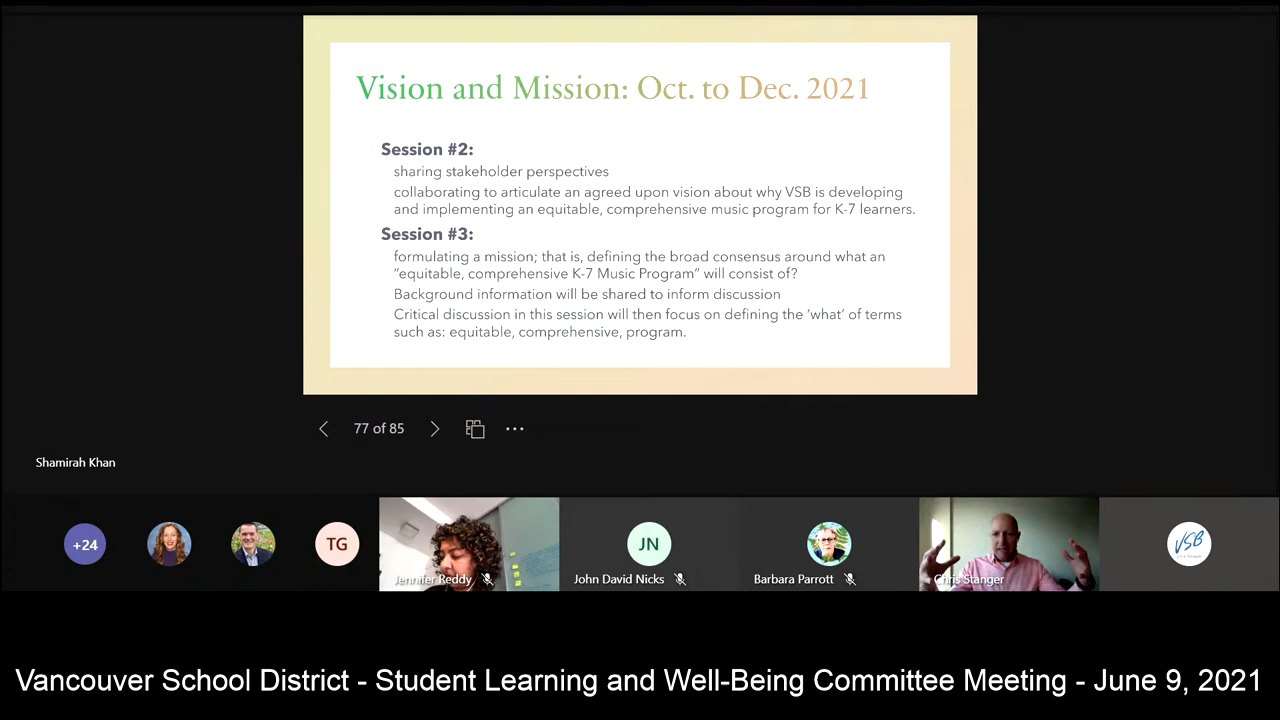 Vision and Mission: Oct. to Dec. 2021
Session #2:
sharing stakeholder perspectives
collaborating to articulate an agreed upon vision about why VSB is developing
and implementing an equitable, comprehensive music program for K-7 learners.
Session #3:
formulating a mission; that is, defining the broad consensus around what an
“equitable, comprehensive K-7 Music Program” will consist of?
Background information will be shared to inform discussion
Critical discussion in this session will then focus on defining the ‘what’ of terms
such as: equitable, comprehensive, program.
77 of 85
Shamirah Khan
+24
TG
Jennifer Reddy
JN
John David Nicks
Barbara Parrott
Chris Stanger
VSB
Vancouver School District - Student Learning and Well-Being Committee Meeting - June 9, 2021